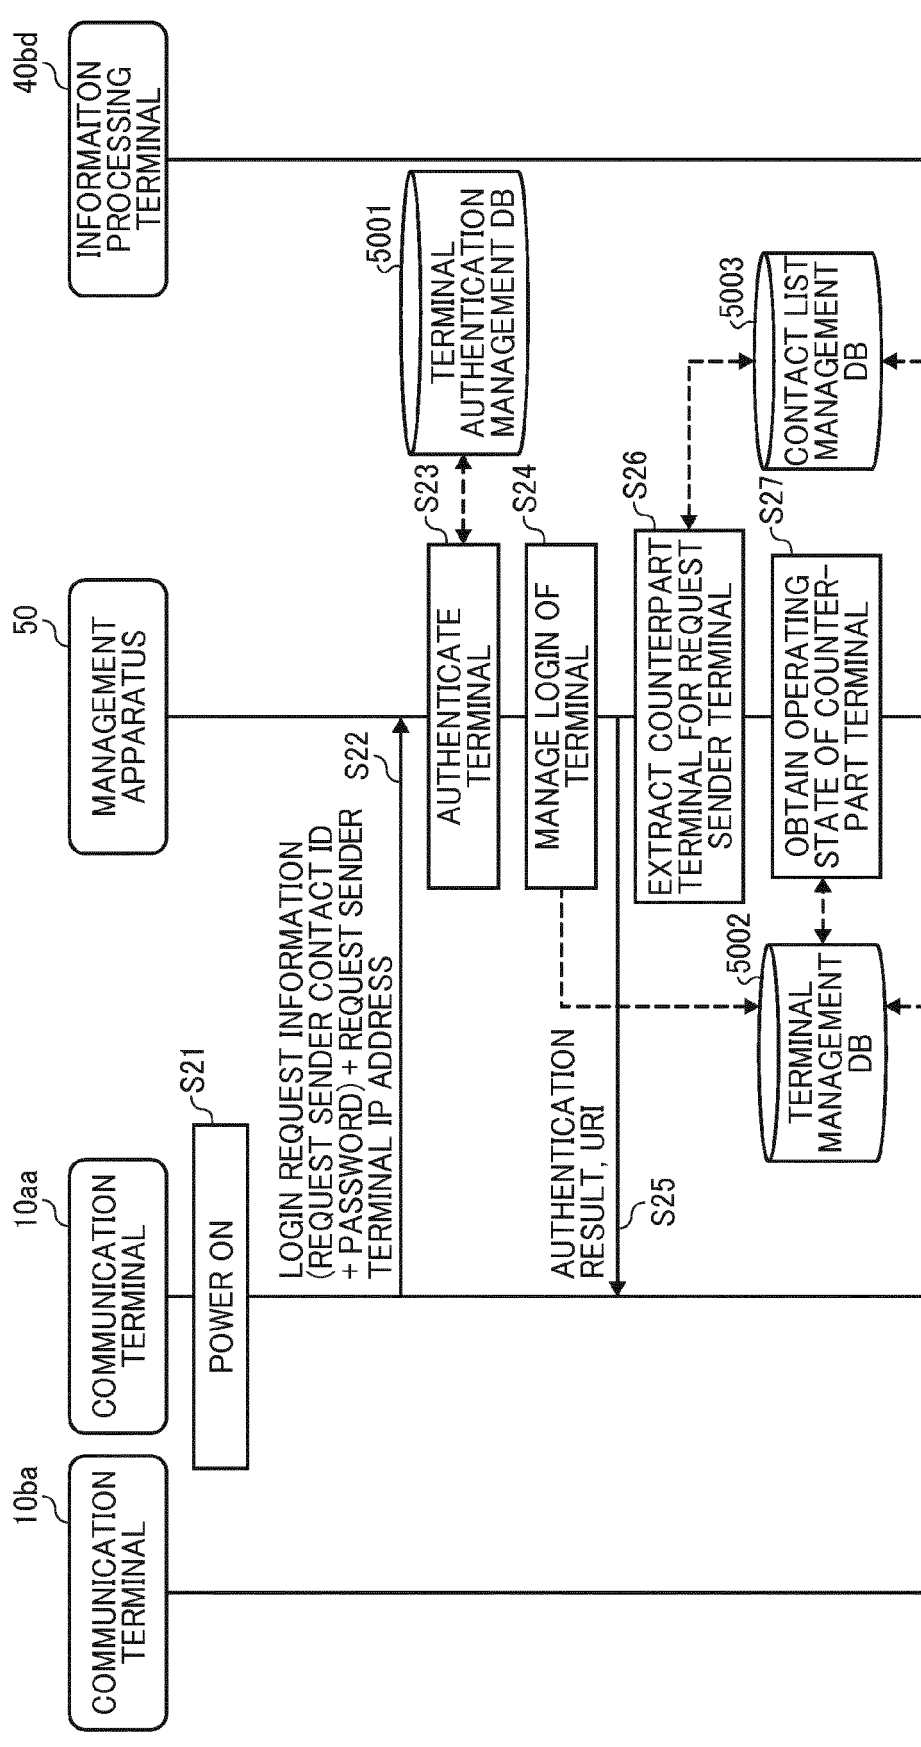 10ba
COMMUNICATION
TERMINAL
10aa
COMMUNICATION
TERMINAL
50
MANAGEMENT
APPARATUS
40bd
INFORMAITON
PROCESSING
TERMINAL
POWER ON
S21
LOGIN REQUEST INFORMATION
(REQUEST SENDER CONTACT ID
+ PASSWORD) + REQUEST SENDER
TERMINAL IP ADDRESS
S22
AUTHENTICATE
TERMINAL
S23
5001
TERMINAL
AUTHENTICATION
MANAGEMENT DB
MANAGE LOGIN OF
TERMINAL
S24
AUTHENTICATION
RESULT, URI
S25
EXTRACT COUNTERPART
TERMINAL FOR REQUEST
SENDER TERMINAL
S26
5003
CONTACT LIST
MANAGEMENT
DB
5002
TERMINAL
MANAGEMENT
DB
OBTAIN OPERATING
STATE OF COUNTER-
PART TERMINAL
S27